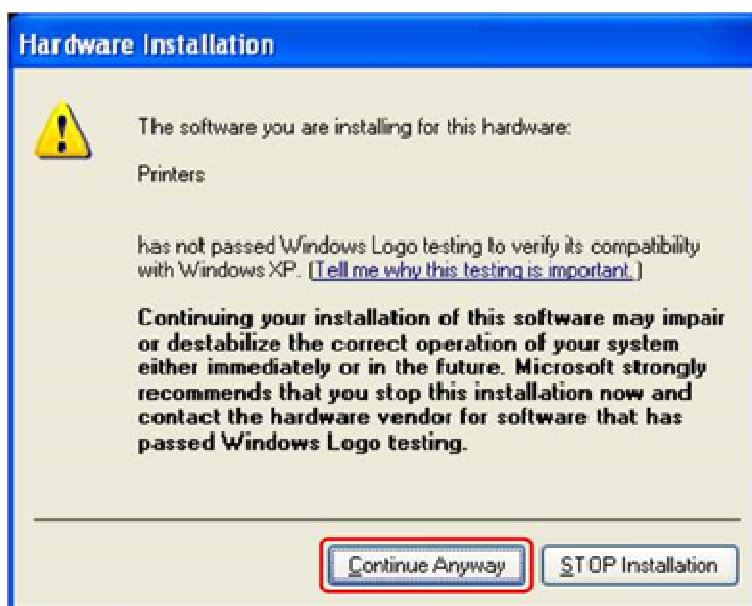 Hardware Installation
The software you are installing for this hardware:
Printers
has not passed Windows Logo testing to verify its compatibility
with Windows XP. (Tell me why this testing is important.)
Continuing your installation of this software may impair
or destabilize the correct operation of your system
either immediately or in the future. Microsoft strongly
recommends that you stop this installation now and
contact the hardware vendor for software that has
passed Windows Logo testing.
Continue Anyway
STOP Installation